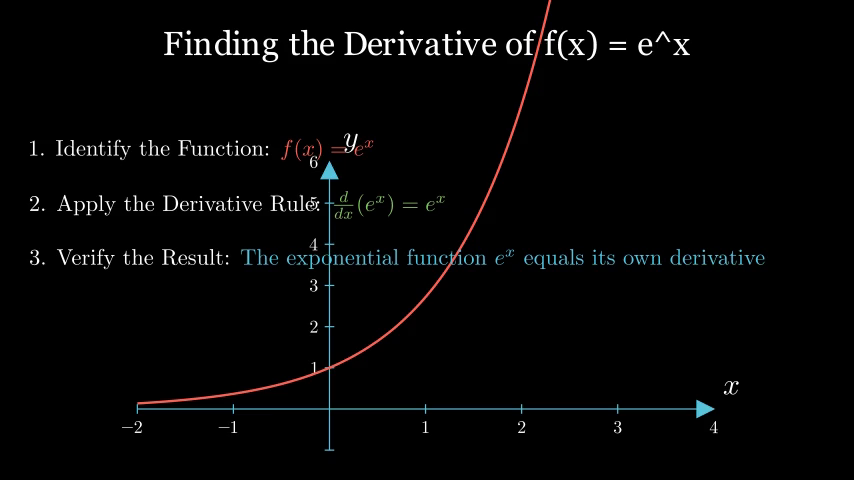 Finding the Derivative of f(x) = e^x
1. Identify the Function: f(x) = e^x
2. Apply the Derivative Rule: d/dx (e^x) = e^x
3. Verify the Result: The exponential function e^x equals its own derivative
y
6
5
4
3
2
1
x
−2 −1 1 2 3 4